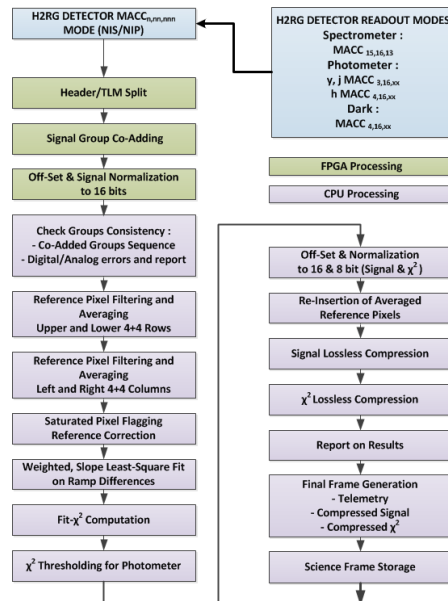 H2RG DETECTOR MACCn,nn,nnn
MODE (NIS/NIP)
Header/TLM Split
Signal Group Co-Adding
Off-Set & Signal Normalization
to 16 bits
Check Groups Consistency :
- Co-Added Groups Sequence
- Digital/Analog errors and report
Reference Pixel Filtering and
Averaging
Upper and Lower 4+4 Rows
Reference Pixel Filtering and
Averaging
Left and Right 4+4 Columns
Saturated Pixel Flagging
Reference Correction
Weighted, Slope Least-Square Fit
on Ramp Differences
Fit-χ² Computation
χ² Thresholding for Photometer
H2RG DETECTOR READOUT MODES
Spectrometer :
MACC 15,16,13
Photometer :
y, j MACC 3,16,xx
h MACC 4,16,xx
Dark :
MACC 4,16,xx
FPGA Processing
CPU Processing
Off-Set & Normalization
to 16 & 8 bit (Signal & χ²)
Re-Insertion of Averaged
Reference Pixels
Signal Lossless Compression
χ² Lossless Compression
Report on Results
Final Frame Generation
- Telemetry
- Compressed Signal
- Compressed χ²
Science Frame Storage